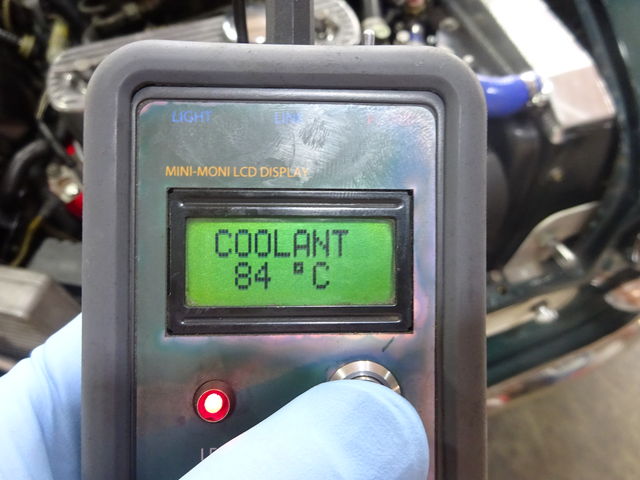 LIGHT
MINI-MONI LCD DISPLAY
COOLANT
84 °C